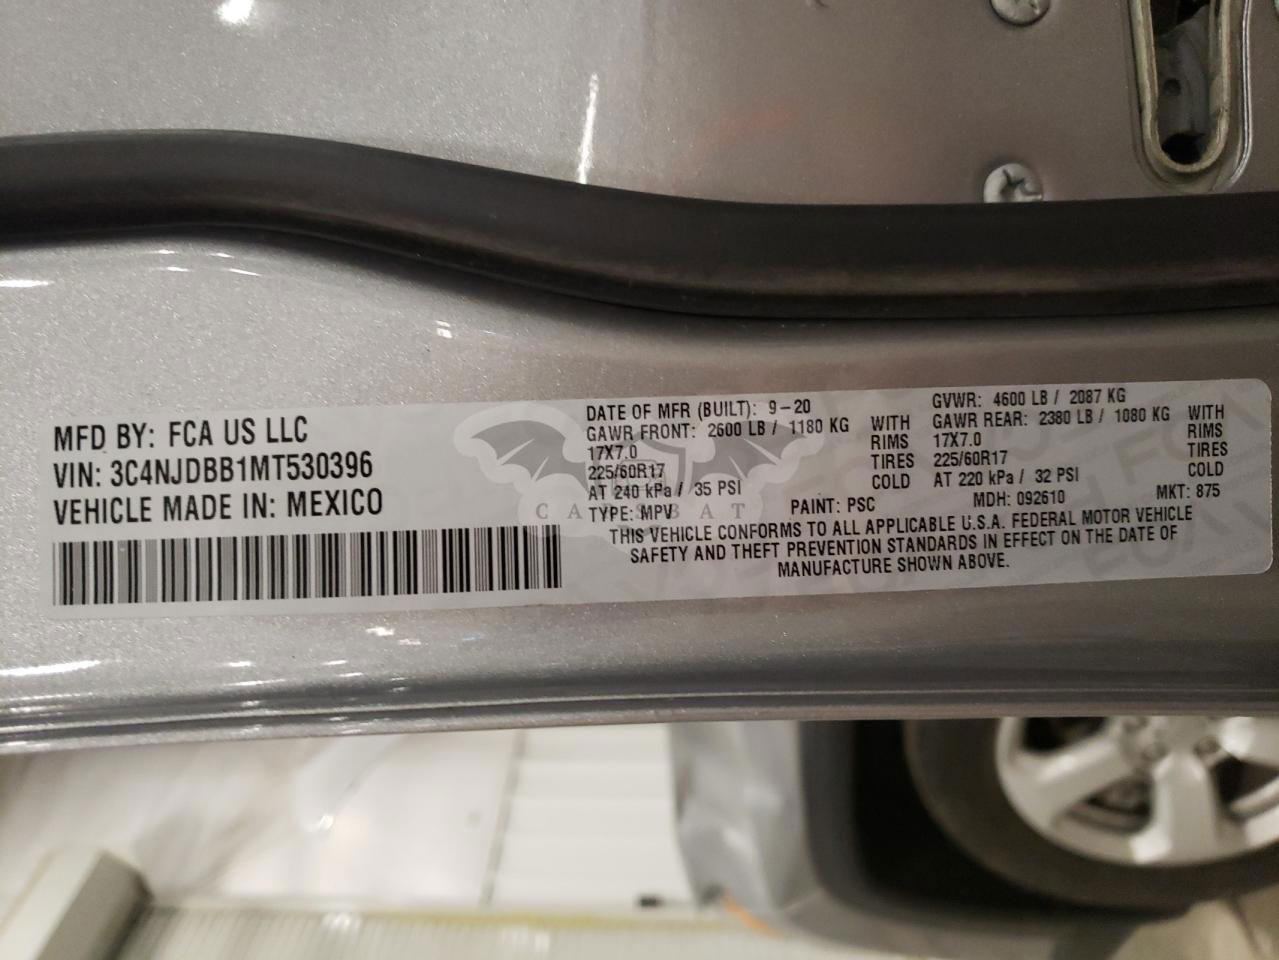 MFD BY: FCA US LLC
VIN: 3C4NJDBB1MT530396
VEHICLE MADE IN: MEXICO
DATE OF MFR (BUILT): 9-20
GAWR FRONT: 2600 LB / 1180 KG WITH
17X7.0 RIMS
225/60R17 TIRES
AT 240 kPa / 35 PSI COLD
GVWR: 4600 LB / 2087 KG
GAWR REAR: 2380 LB / 1080 KG WITH
17X7.0 RIMS
225/60R17 TIRES
AT 220 kPa / 32 PSI COLD
TYPE: MPV PAINT: PSC MDH: 092610 MKT: 875
THIS VEHICLE CONFORMS TO ALL APPLICABLE U.S.A. FEDERAL MOTOR VEHICLE
SAFETY AND THEFT PREVENTION STANDARDS IN EFFECT ON THE DATE OF
MANUFACTURE SHOWN ABOVE.